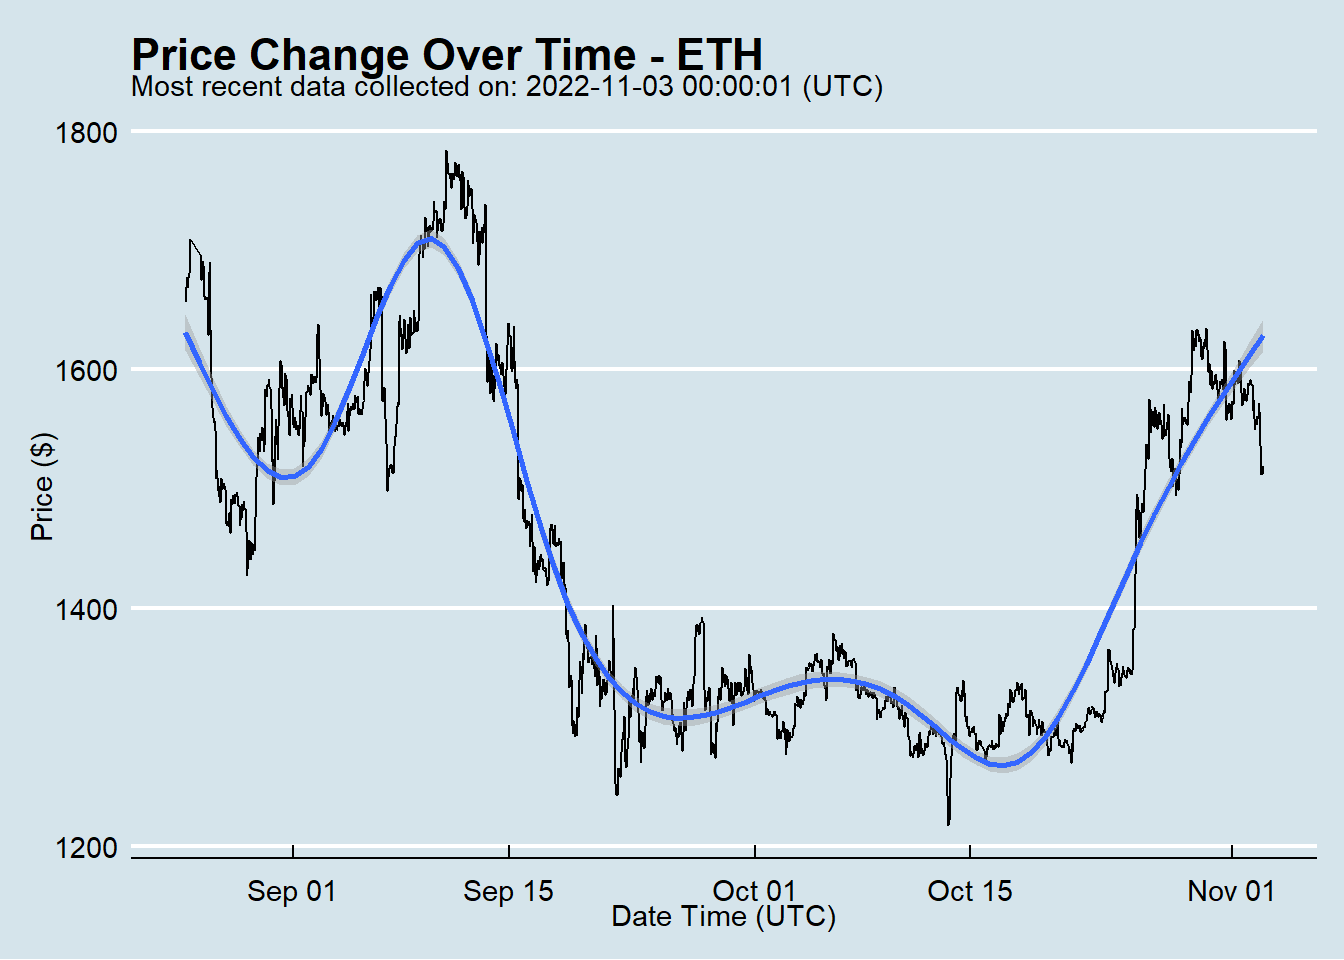 Price Change Over Time - ETH
Most recent data collected on: 2022-11-03 00:00:01 (UTC)
1800
1600
1400
1200
Price ($)
Sep 01
Sep 15
Oct 01
Oct 15
Nov 01
Date Time (UTC)